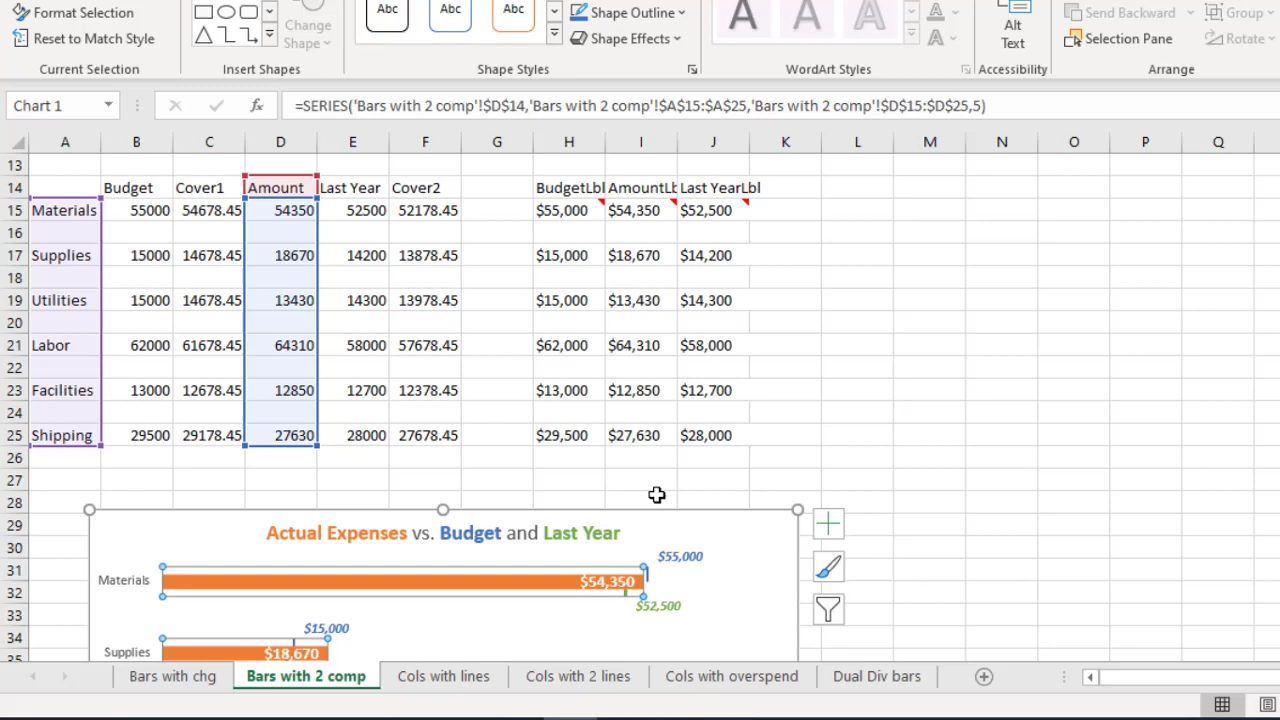 Format Selection
Reset to Match Style
Current Selection
Change
Shape
Insert Shapes
Abc Abc Abc
Shape Outline
Shape Effects
Shape Styles
A A A
A
A
WordArt Styles
Alt
Text
Accessibility
Send Backward
Selection Pane
Group
Rotate
Arrange
Chart 1
fx
=SERIES('Bars with 2 comp'!$D$14,'Bars with 2 comp'!$A$15:$A$25,'Bars with 2 comp'!$D$15:$D$25,5)
A B C D E F G H I J K L M N O P Q
13
14 Budget Cover1 Amount Last Year Cover2 BudgetLbl AmountLb Last YearLbl
15 Materials 55000 54678.45 54350 52500 52178.45 $55,000 $54,350 $52,500
16
17 Supplies 15000 14678.45 18670 14200 13878.45 $15,000 $18,670 $14,200
18
19 Utilities 15000 14678.45 13430 14300 13978.45 $15,000 $13,430 $14,300
20
21 Labor 62000 61678.45 64310 58000 57678.45 $62,000 $64,310 $58,000
22
23 Facilities 13000 12678.45 12850 12700 12378.45 $13,000 $12,850 $12,700
24
25 Shipping 29500 29178.45 27630 28000 27678.45 $29,500 $27,630 $28,000
26
27
28
29
30
31
32
33
34
35
Actual Expenses vs. Budget and Last Year
$55,000
Materials $54,350
$52,500
$15,000
Supplies $18,670
Bars with chg Bars with 2 comp Cols with lines Cols with 2 lines Cols with overspend Dual Div bars